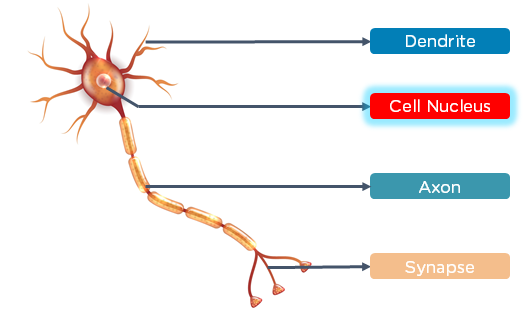 Dendrite
Cell Nucleus
Axon
Synapse